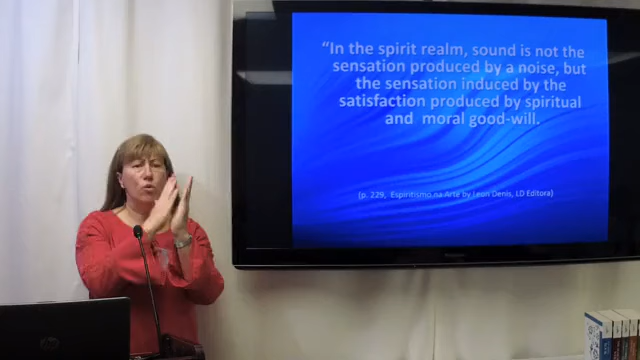 “In the spirit realm, sound is not the
sensation produced by a noise, but
the sensation induced by the
satisfaction produced by spiritual
and moral good-will.
(p. 229, Espiritismo na Arte by Leon Denis, LD Editora)
hp